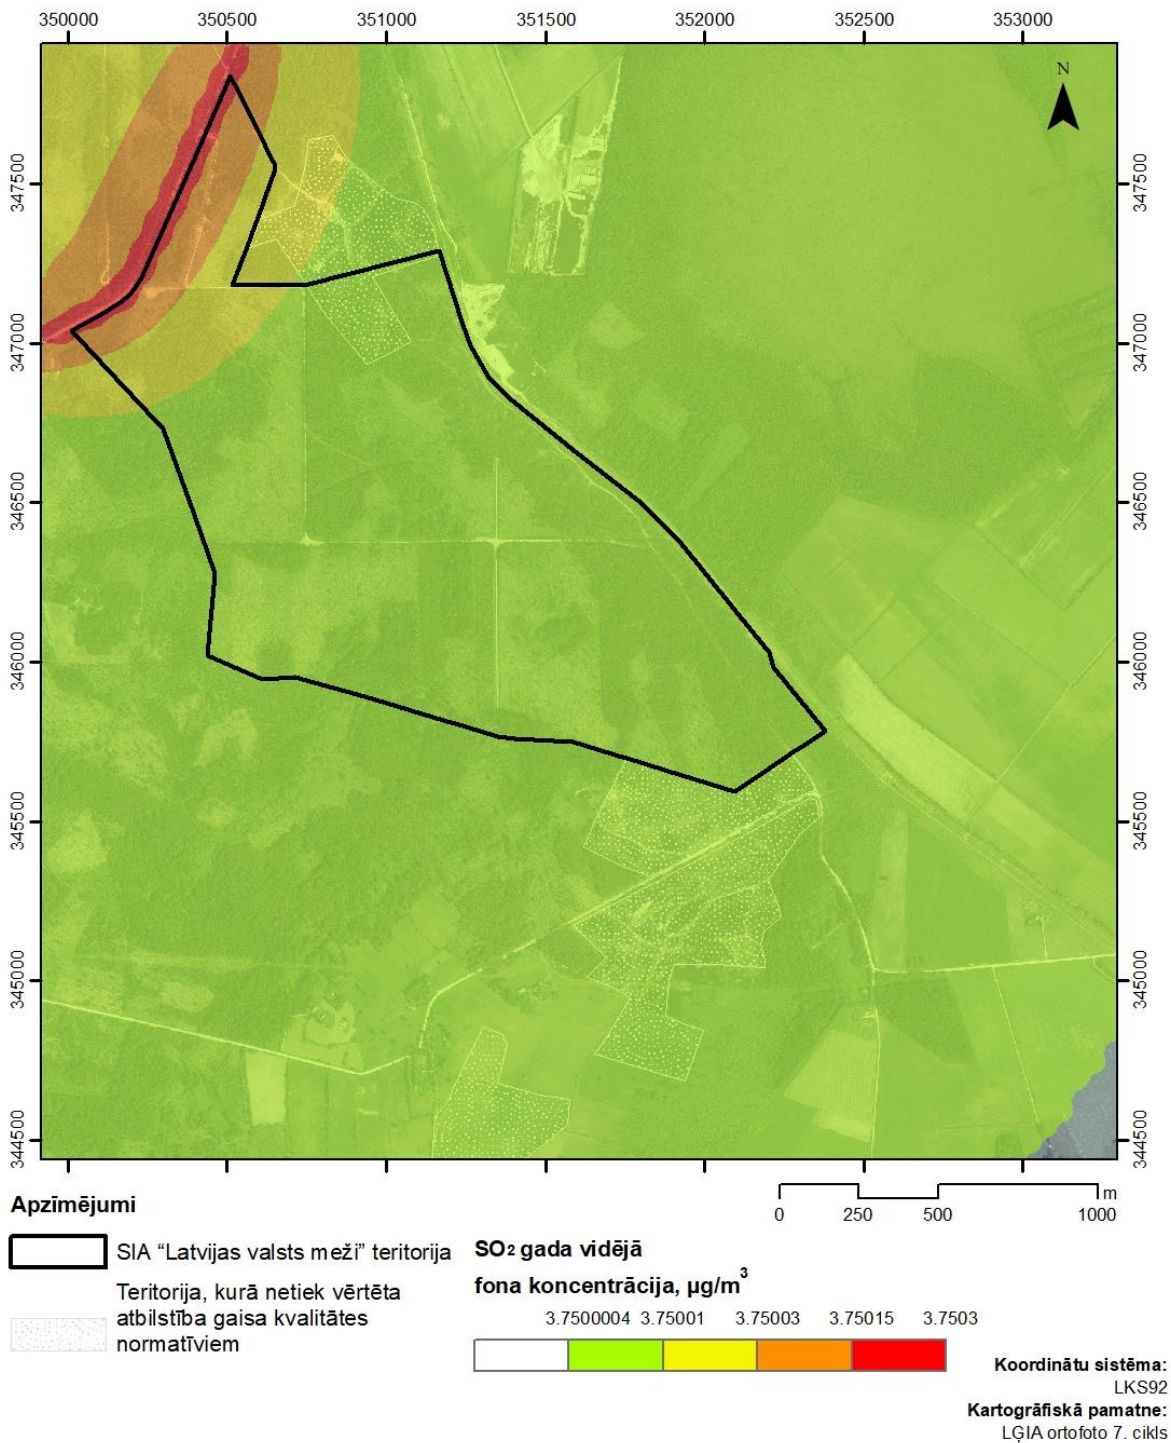 350000 350500 351000 351500 352000 352500 353000
N
347500 347500
347000 347000
346500 346500
346000 346000
345500 345500
345000 345000
344500 344500
Apzīmējumi
SIA “Latvijas valsts meži” teritorija
Teritorija, kurā netiek vērtēta
atbilstība gaisa kvalitātes
normatīviem
m
0 250 500 1000
SO2 gada vidējā
fona koncentrācija, µg/m³
3.7500004 3.75001 3.750003 3.75015 3.7503
Koordinātu sistēma:
LKS92
Kartogrāfiskā pamatne:
LĢIA ortofoto 7. cikls